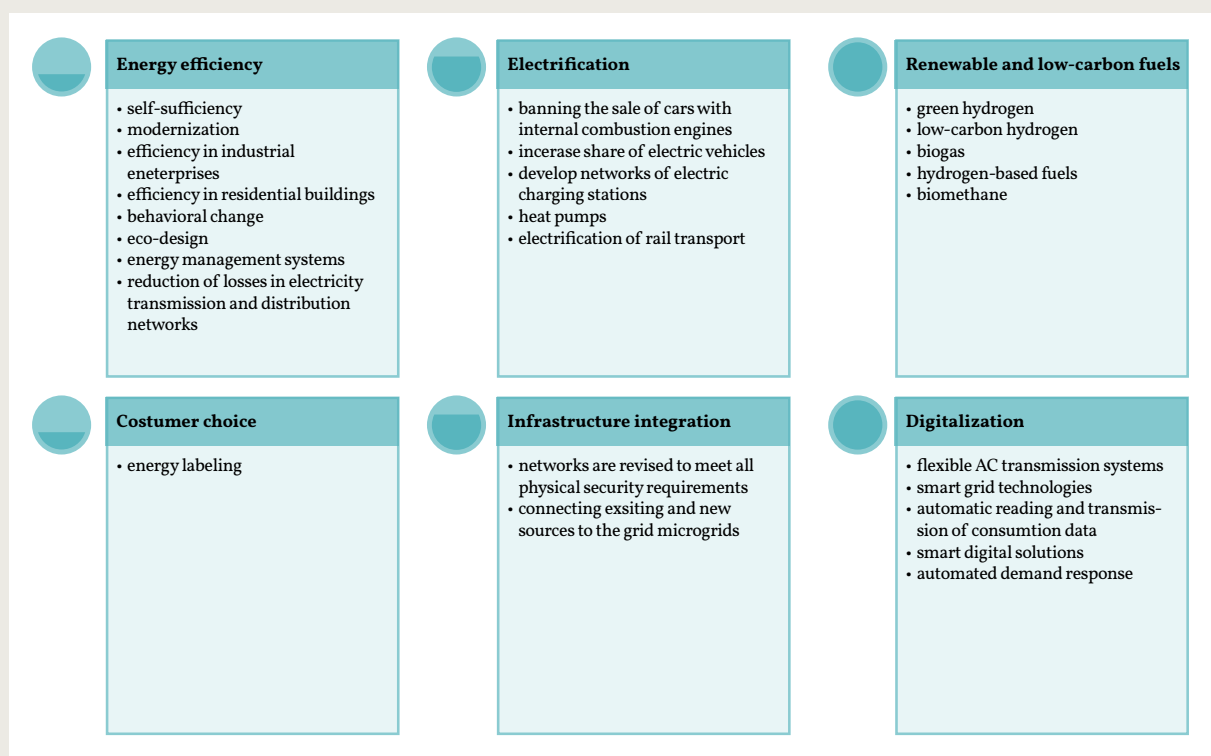 Energy efficiency
• self-sufficiency
• modernization
• efficiency in industrial
eneterprises
• efficiency in residential buildings
• behavioral change
• eco-design
• energy management systems
• reduction of losses in electricity
transmission and distribution
networks
Electrification
• banning the sale of cars with
internal combustion engines
• incerase share of electric vehicles
• develop networks of electric
charging stations
• heat pumps
• electrification of rail transport
Renewable and low-carbon fuels
• green hydrogen
• low-carbon hydrogen
• biogas
• hydrogen-based fuels
• biomethane
Costumer choice
• energy labeling
Infrastructure integration
• networks are revised to meet all
physical security requirements
• connecting exsiting and new
sources to the grid microgrids
Digitalization
• flexible AC transmission systems
• smart grid technologies
• automatic reading and transmis-
sion of consumtion data
• smart digital solutions
• automated demand response